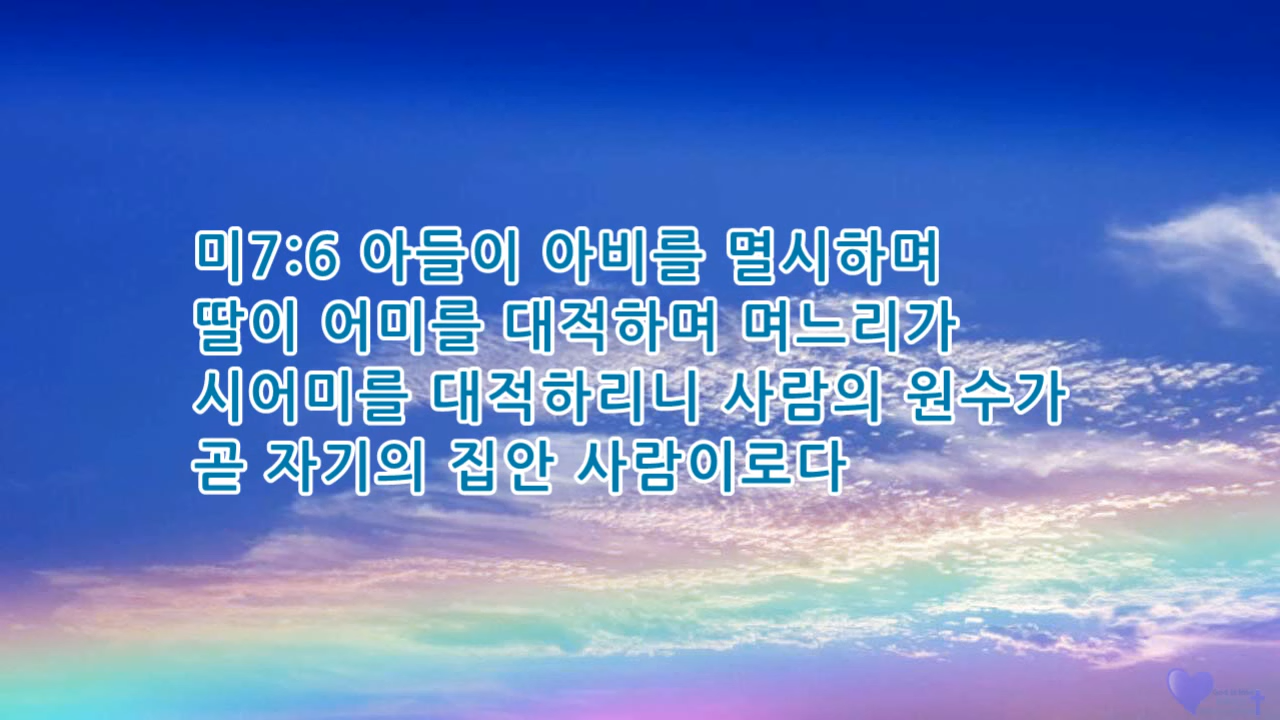 미7:6 아들이 아비를 멸시하며
딸이 어미를 대적하며 며느리가
시어미를 대적하리니 사람의 원수가
곧 자기의 집안 사람이로다